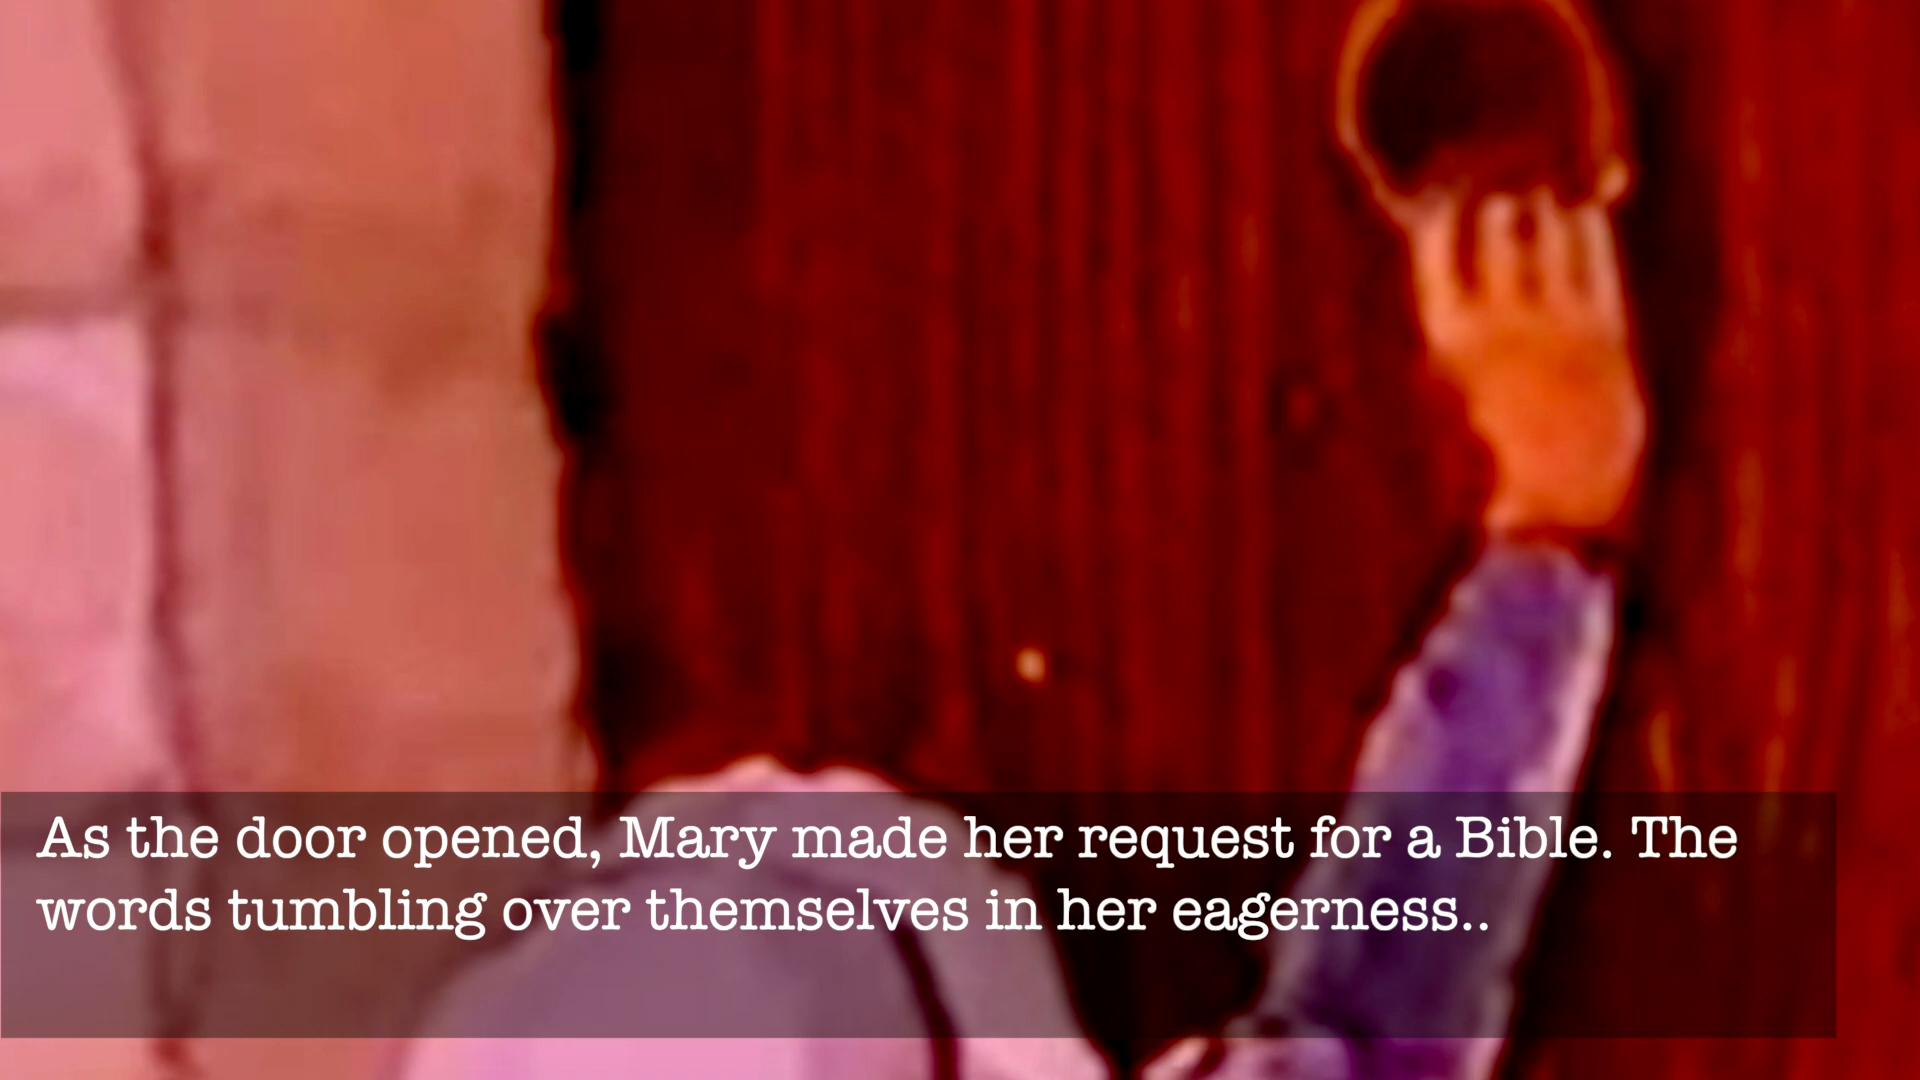 As the door opened, Mary made her request for a Bible. The
words tumbling over themselves in her eagerness..